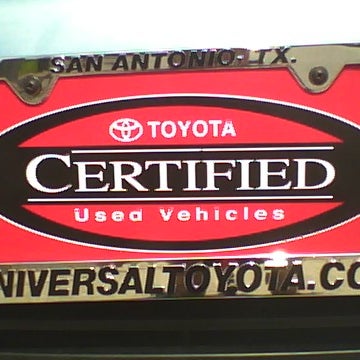 SAN ANTONIO, TX.
TOYOTA
CERTIFIED
Used Vehicles
NIVERSALTOYOTA.CO